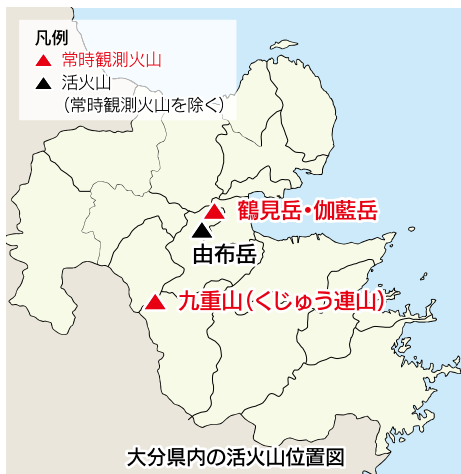 凡例
▲ 常時観測火山
▲ 活火山
(常時観測火山を除く)
鶴見岳・伽藍岳
由布岳
九重山(くじゅう連山)
大分県内の活火山位置図